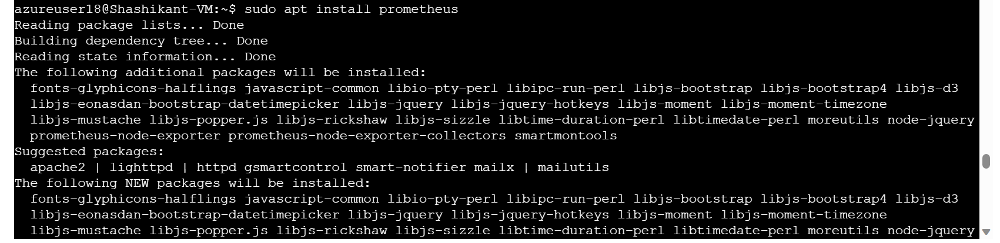 azureuser18@Shashikant-VM:~$ sudo apt install prometheus
Reading package lists... Done
Building dependency tree... Done
Reading state information... Done
The following additional packages will be installed:
  fonts-glyphicons-halflings javascript-common libio-pty-perl libipc-run-perl libjs-bootstrap libjs-bootstrap4 libjs-d3
  libjs-eonasdan-bootstrap-datetimepicker libjs-jquery libjs-jquery-hotkeys libjs-moment libjs-moment-timezone
  libjs-mustache libjs-popper.js libjs-rickshaw libjs-sizzle libtime-duration-perl libtimedate-perl moreutils node-jquery
  prometheus-node-exporter prometheus-node-exporter-collectors smartmontools
Suggested packages:
  apache2 | lighttpd | httpd gsmartcontrol smart-notifier mailx | mailutils
The following NEW packages will be installed:
  fonts-glyphicons-halflings javascript-common libio-pty-perl libipc-run-perl libjs-bootstrap libjs-bootstrap4 libjs-d3
  libjs-eonasdan-bootstrap-datetimepicker libjs-jquery libjs-jquery-hotkeys libjs-moment libjs-moment-timezone
  libjs-mustache libjs-popper.js libjs-rickshaw libjs-sizzle libtime-duration-perl libtimedate-perl moreutils node-jquery